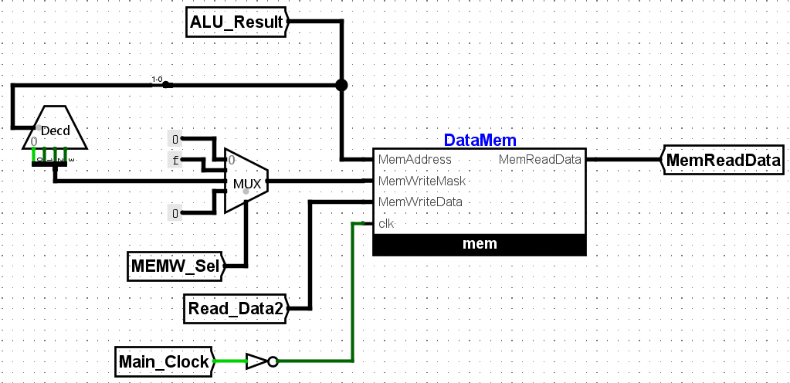 ALU_Result
1-0
Decd
0
0
f
0
0
MUX
DataMem
MemAddress
MemReadData
MemWriteMask
MemWriteData
clk
mem
MemReadData
MEMW_Sel
Read_Data2
Main_Clock